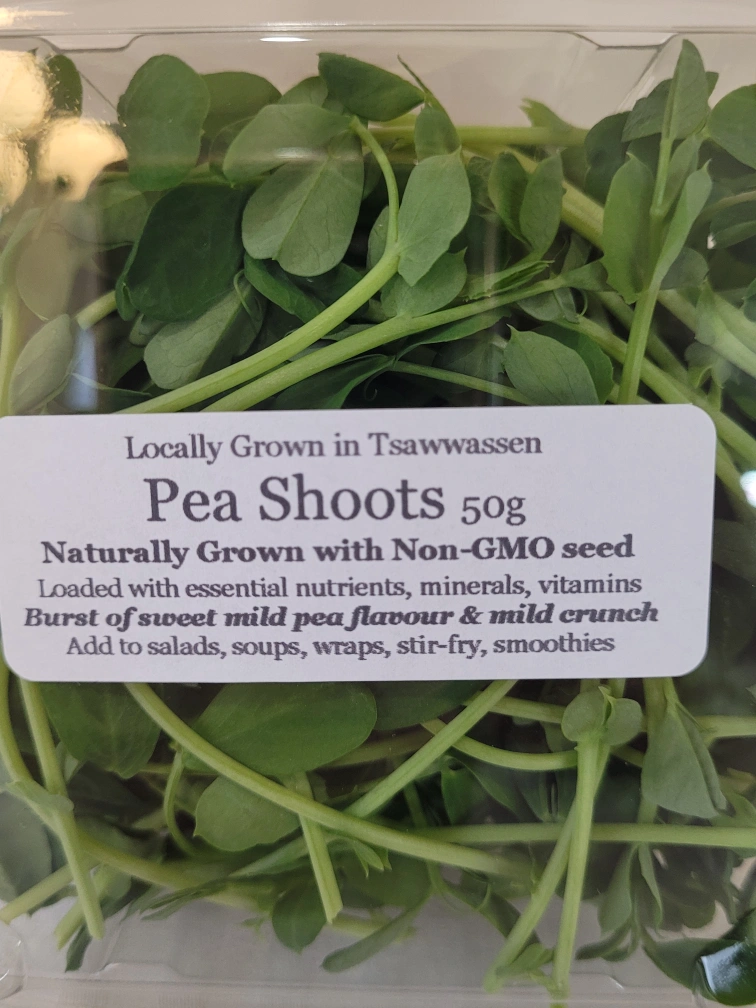 Locally Grown in Tsawwassen
Pea Shoots 50g
Naturally Grown with Non-GMO seed
Loaded with essential nutrients, minerals, vitamins
Burst of sweet mild pea flavour & mild crunch
Add to salads, soups, wraps, stir-fry, smoothies